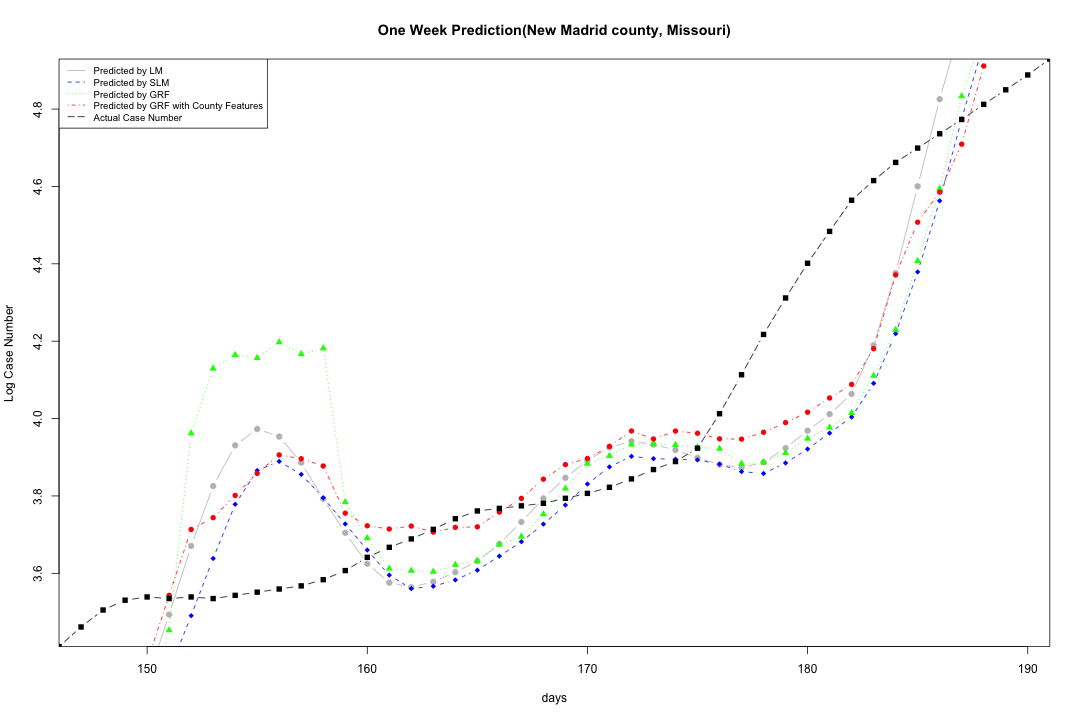 One Week Prediction(New Madrid county, Missouri)
Predicted by LM
Predicted by SLM
Predicted by GRF
Predicted by GRF with County Features
Actual Case Number
Log Case Number
4.8
4.6
4.4
4.2
4.0
3.8
3.6
150 160 170 180 190
days